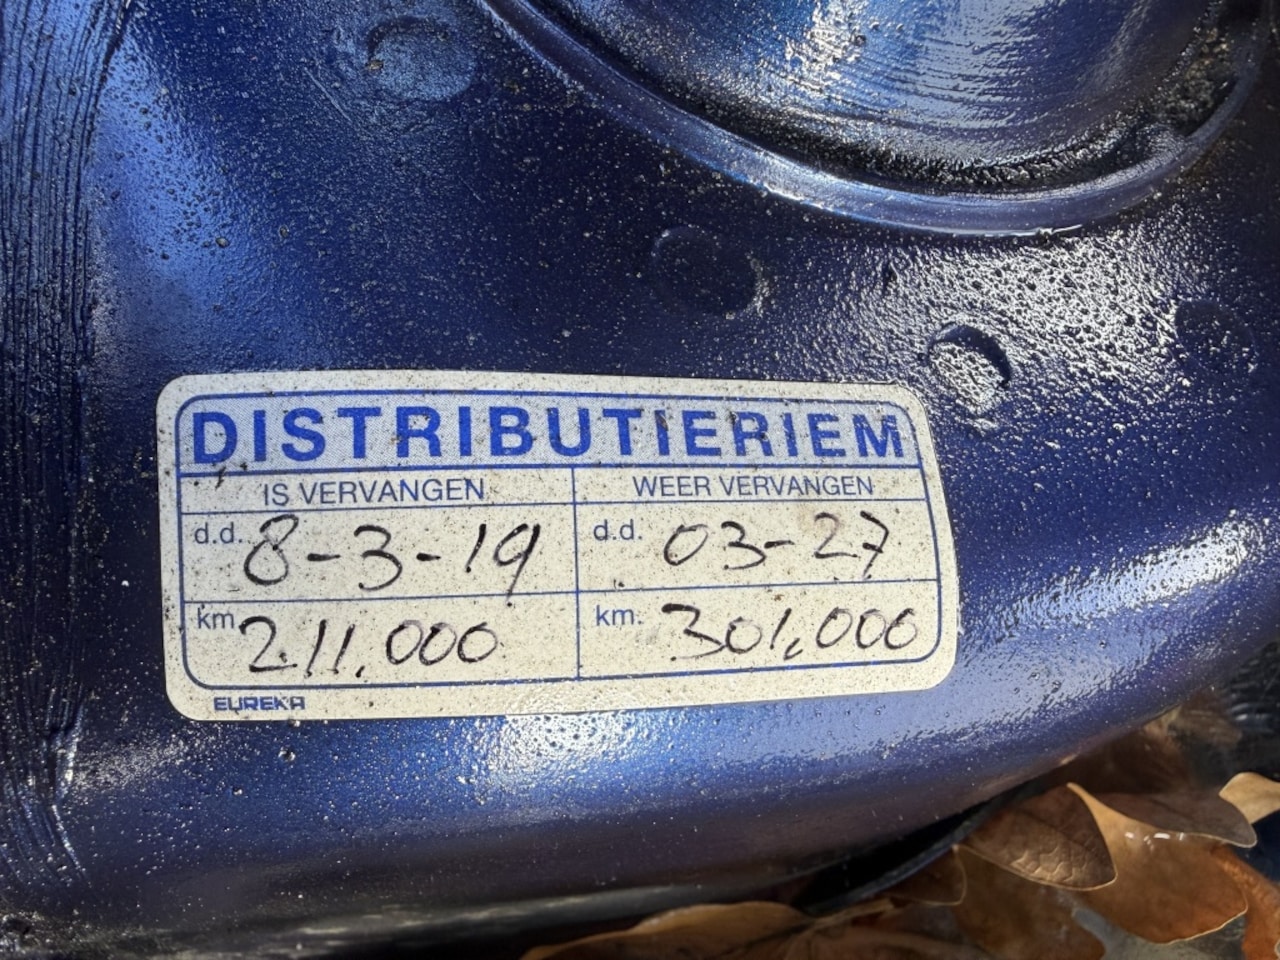 DISTRIBUTIERIEM
IS VERVANGEN WEER VERVANGEN
d.d. 8-3-19 d.d. 03-27
km. 211.000 km. 301.000
EUREKA